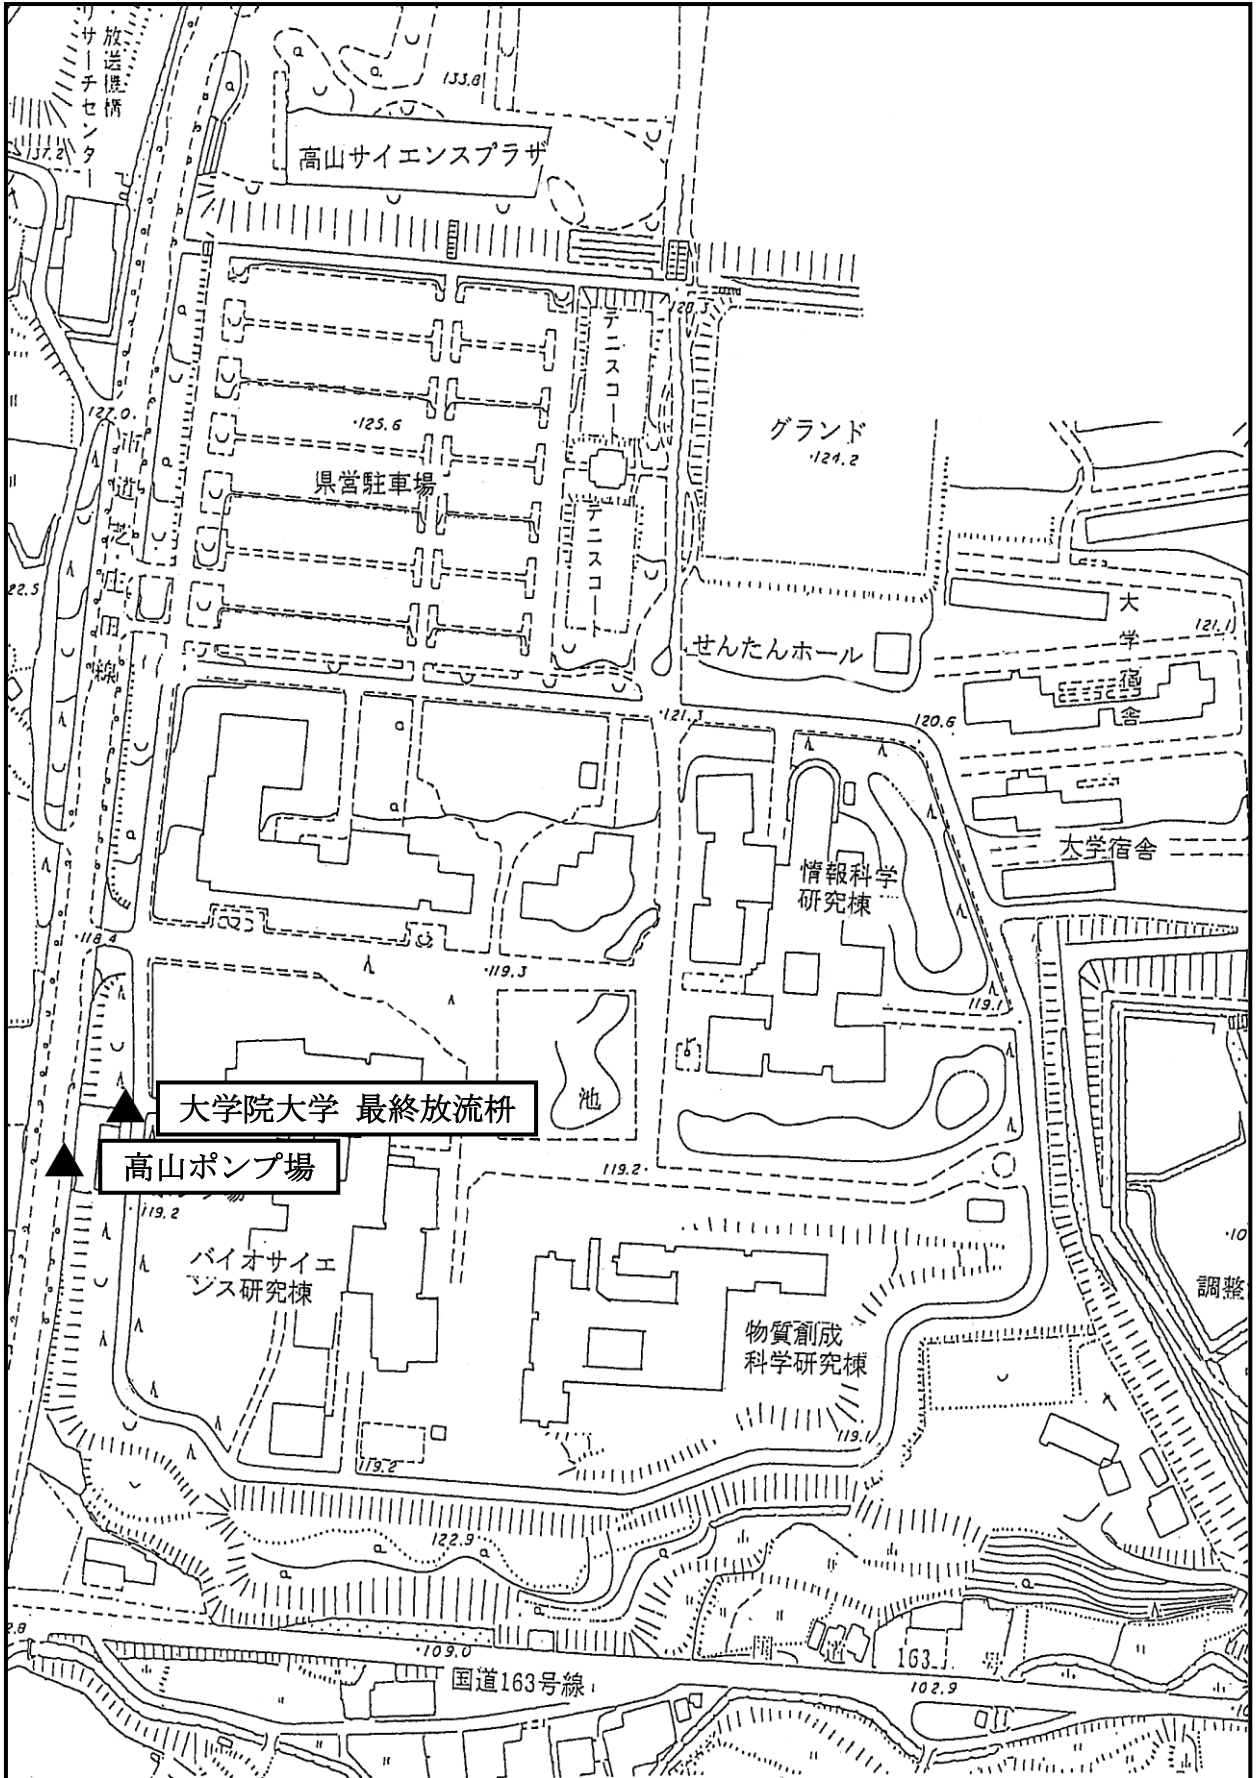 放送機構
サーチセンター
133.8
137.2
高山サイエンスプラザ
テニスコート
127.0
・125.6
グランド
・124.2
県営駐車場
テニスコート
市道芝庄田線
22.5
大学宿舎
121.1
せんたんホール
・121.3
120.6
大学宿舎
情報科学
研究棟
・118.4
・119.3
119.1
池
大学院大学 最終放流枡
高山ポンプ場
119.2・
・119.2
バイオサイエ
ンス研究棟
・10
調整
物質創成
科学研究棟
119.1
119.2
122.9
2.8
・109.0
国道163号線
163
102.9